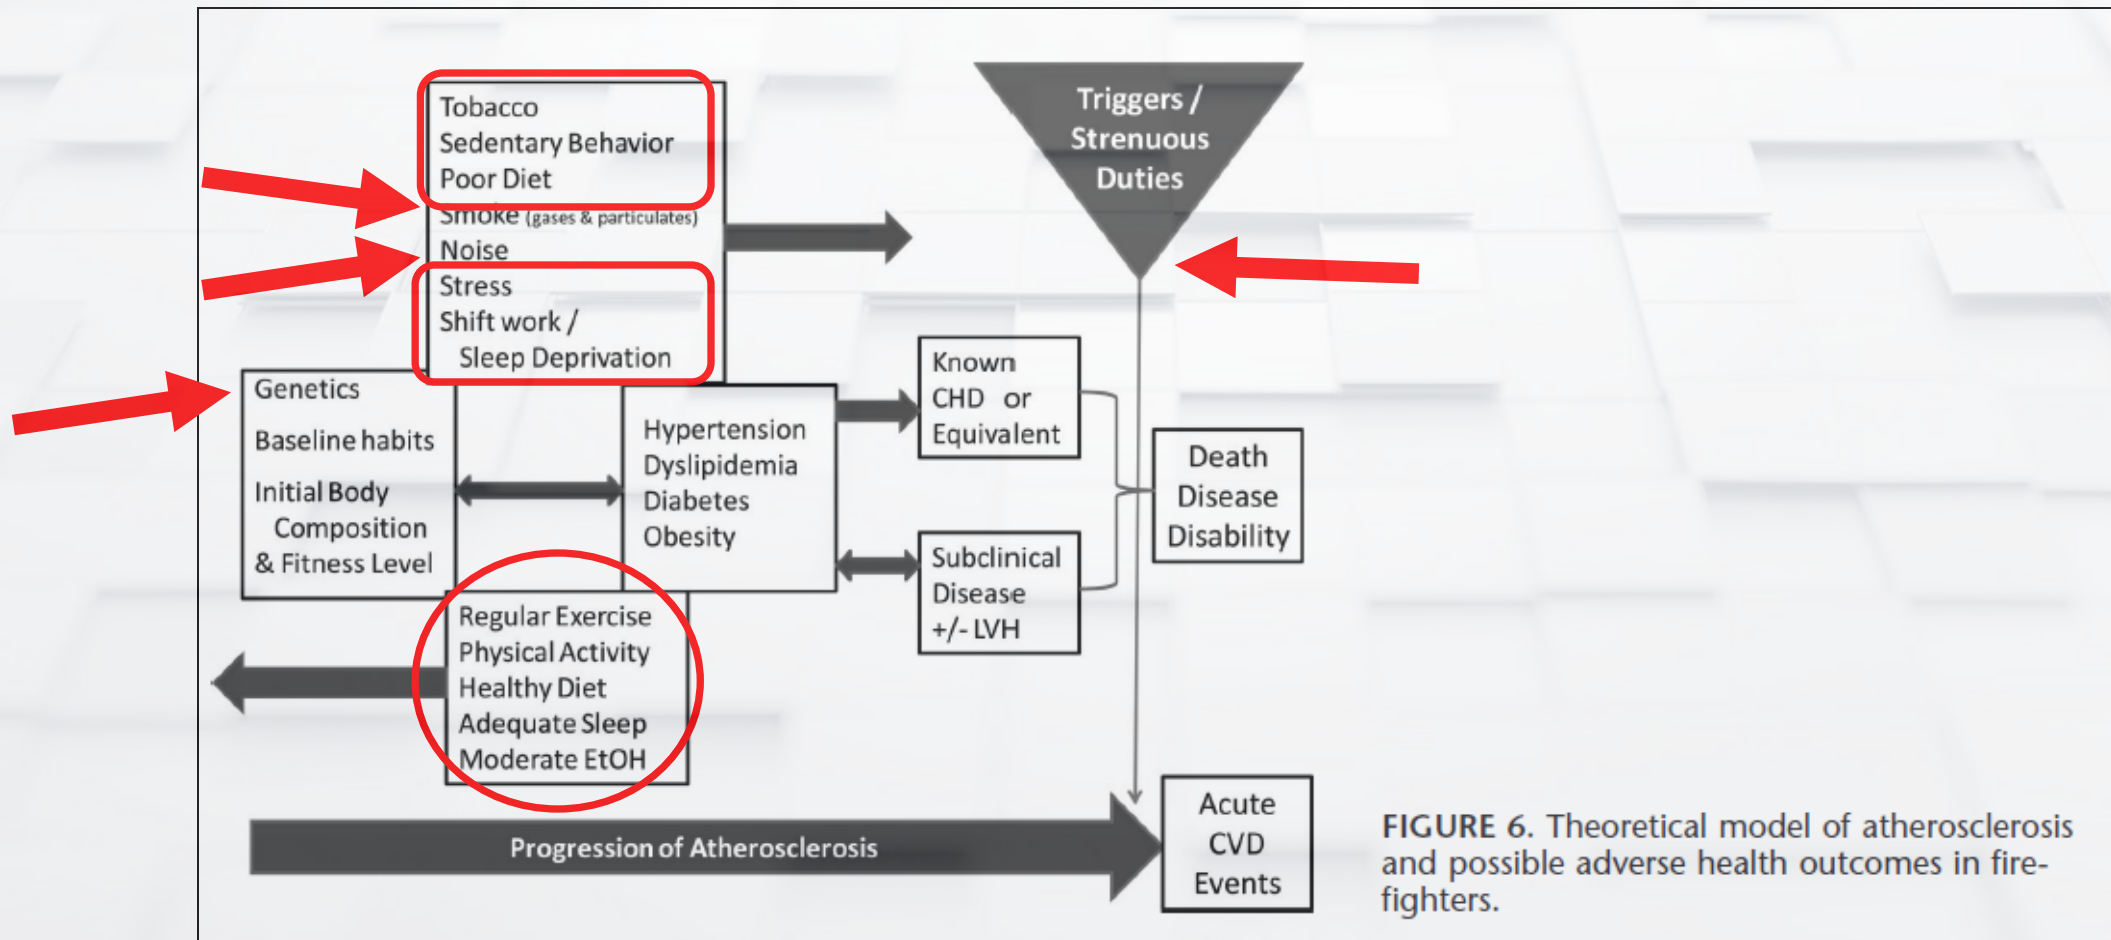 Tobacco
Sedentary Behavior
Poor Diet
Smoke (gases & particulates)
Noise
Stress
Shift work /
Sleep Deprivation
Triggers /
Strenuous
Duties
Genetics
Baseline habits
Initial Body
Composition
& Fitness Level
Hypertension
Dyslipidemia
Diabetes
Obesity
Known
CHD or
Equivalent
Subclinical
Disease
+/- LVH
Death
Disease
Disability
Regular Exercise
Physical Activity
Healthy Diet
Adequate Sleep
Moderate EtOH
Progression of Atherosclerosis
Acute
CVD
Events
FIGURE 6. Theoretical model of atherosclerosis
and possible adverse health outcomes in fire-
fighters.